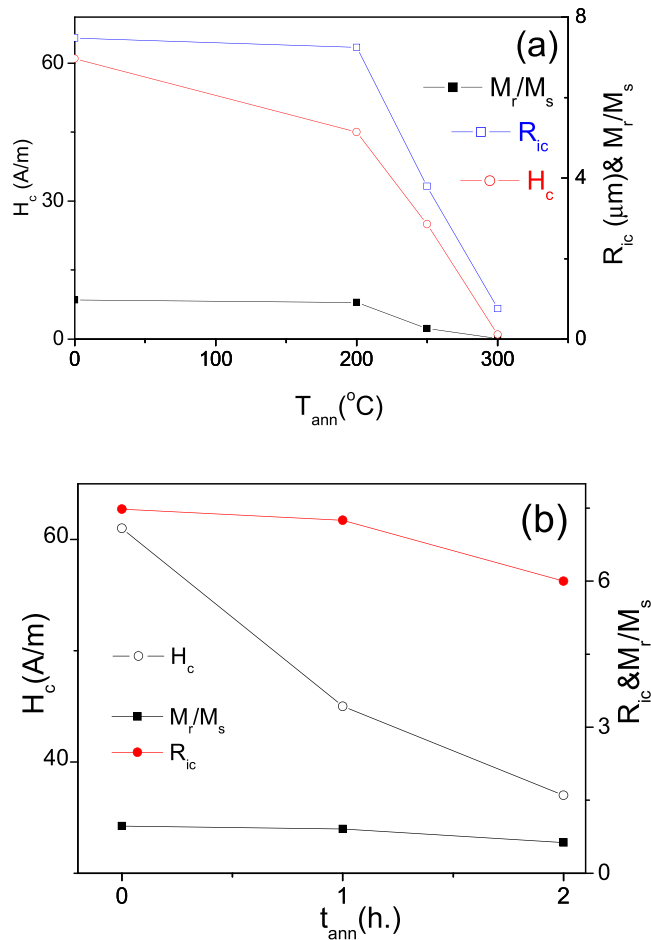 (a)
8
60
M_r/M_s
R_ic
H_c
H_c (A/m)
30
4
R_ic (μm)& M_r/M_s
0
0
0
100
200
300
T_ann(°C)
(b)
60
H_c(A/m)
6
R_ic&M_r/M_s
H_c
M_r/M_s
R_ic
3
40
0
0
1
2
t_ann(h.)